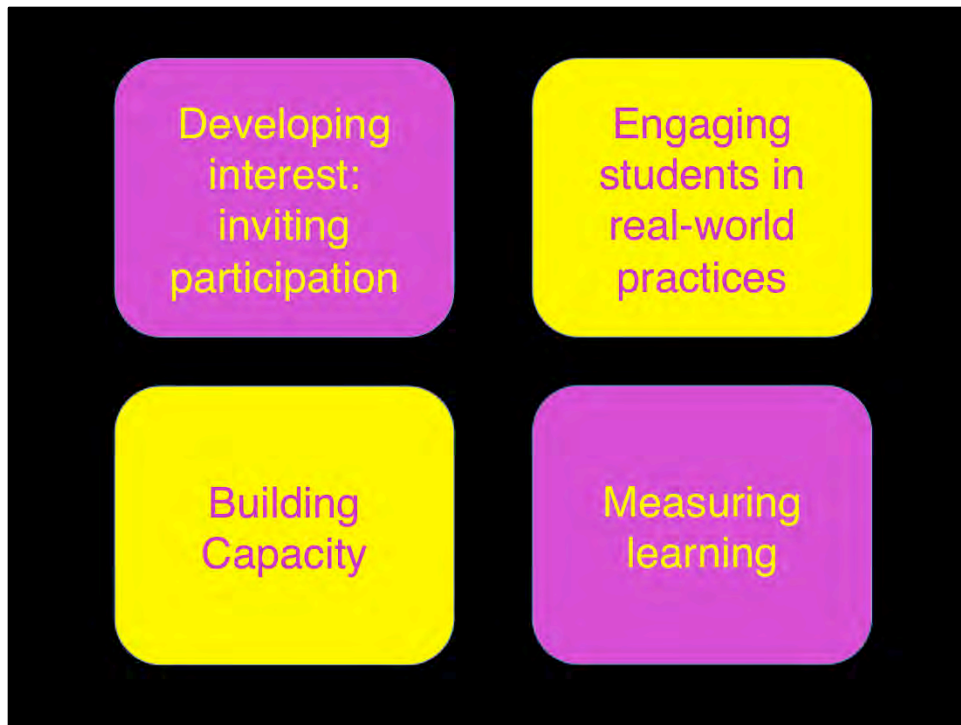 Developing
interest:
inviting
participation
Engaging
students in
real-world
practices
Building
Capacity
Measuring
learning